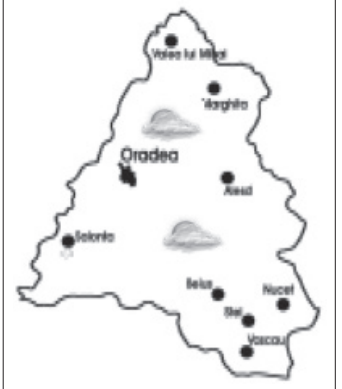 Valea lui Mihai
Marghita
Oradea
Alesd
Salonta
Beius
Nucet
Stei
Vascau